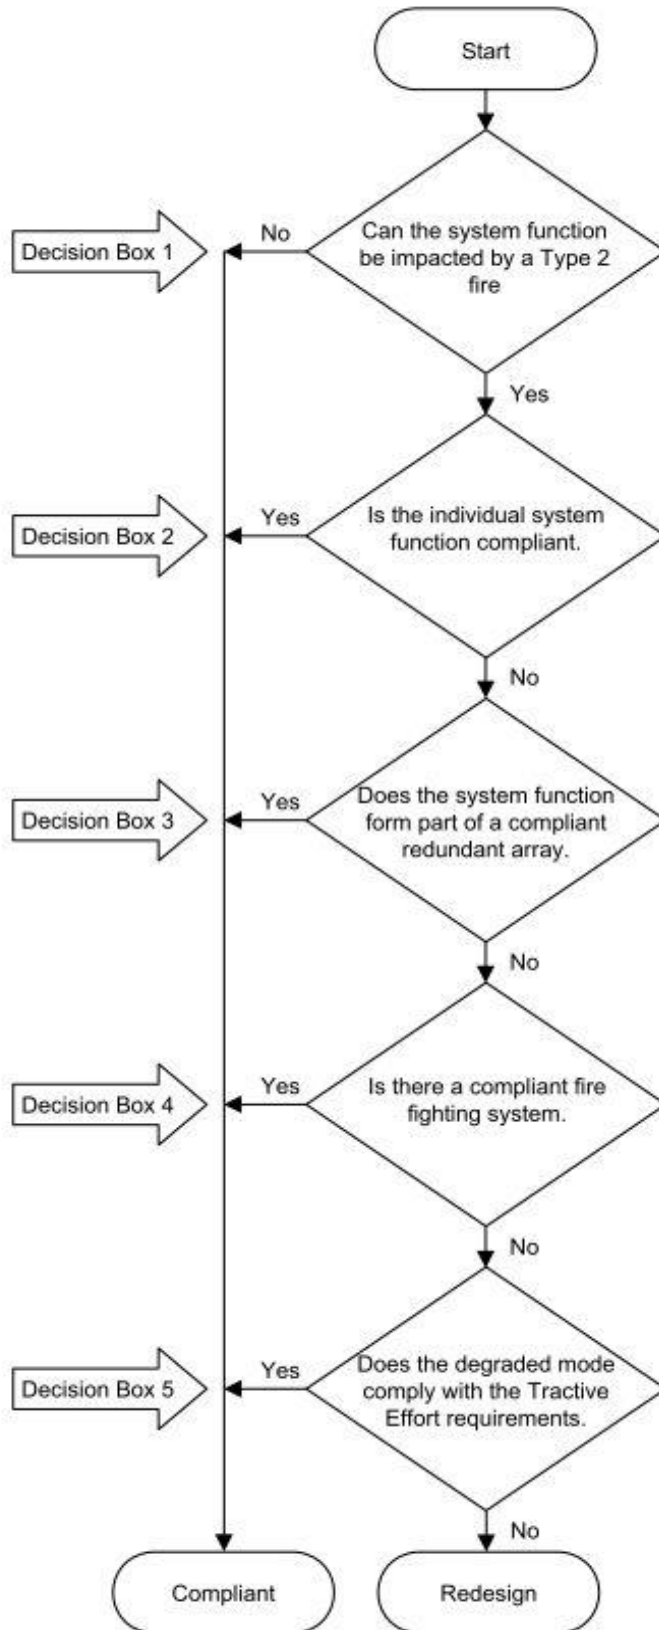 Start
Decision Box 1
No
Can the system function
be impacted by a Type 2
fire
Yes
Decision Box 2
Yes
Is the individual system
function compliant.
No
Decision Box 3
Yes
Does the system function
form part of a compliant
redundant array.
No
Decision Box 4
Yes
Is there a compliant fire
fighting system.
No
Decision Box 5
Yes
Does the degraded mode
comply with the Tractive
Effort requirements.
No
Compliant
Redesign